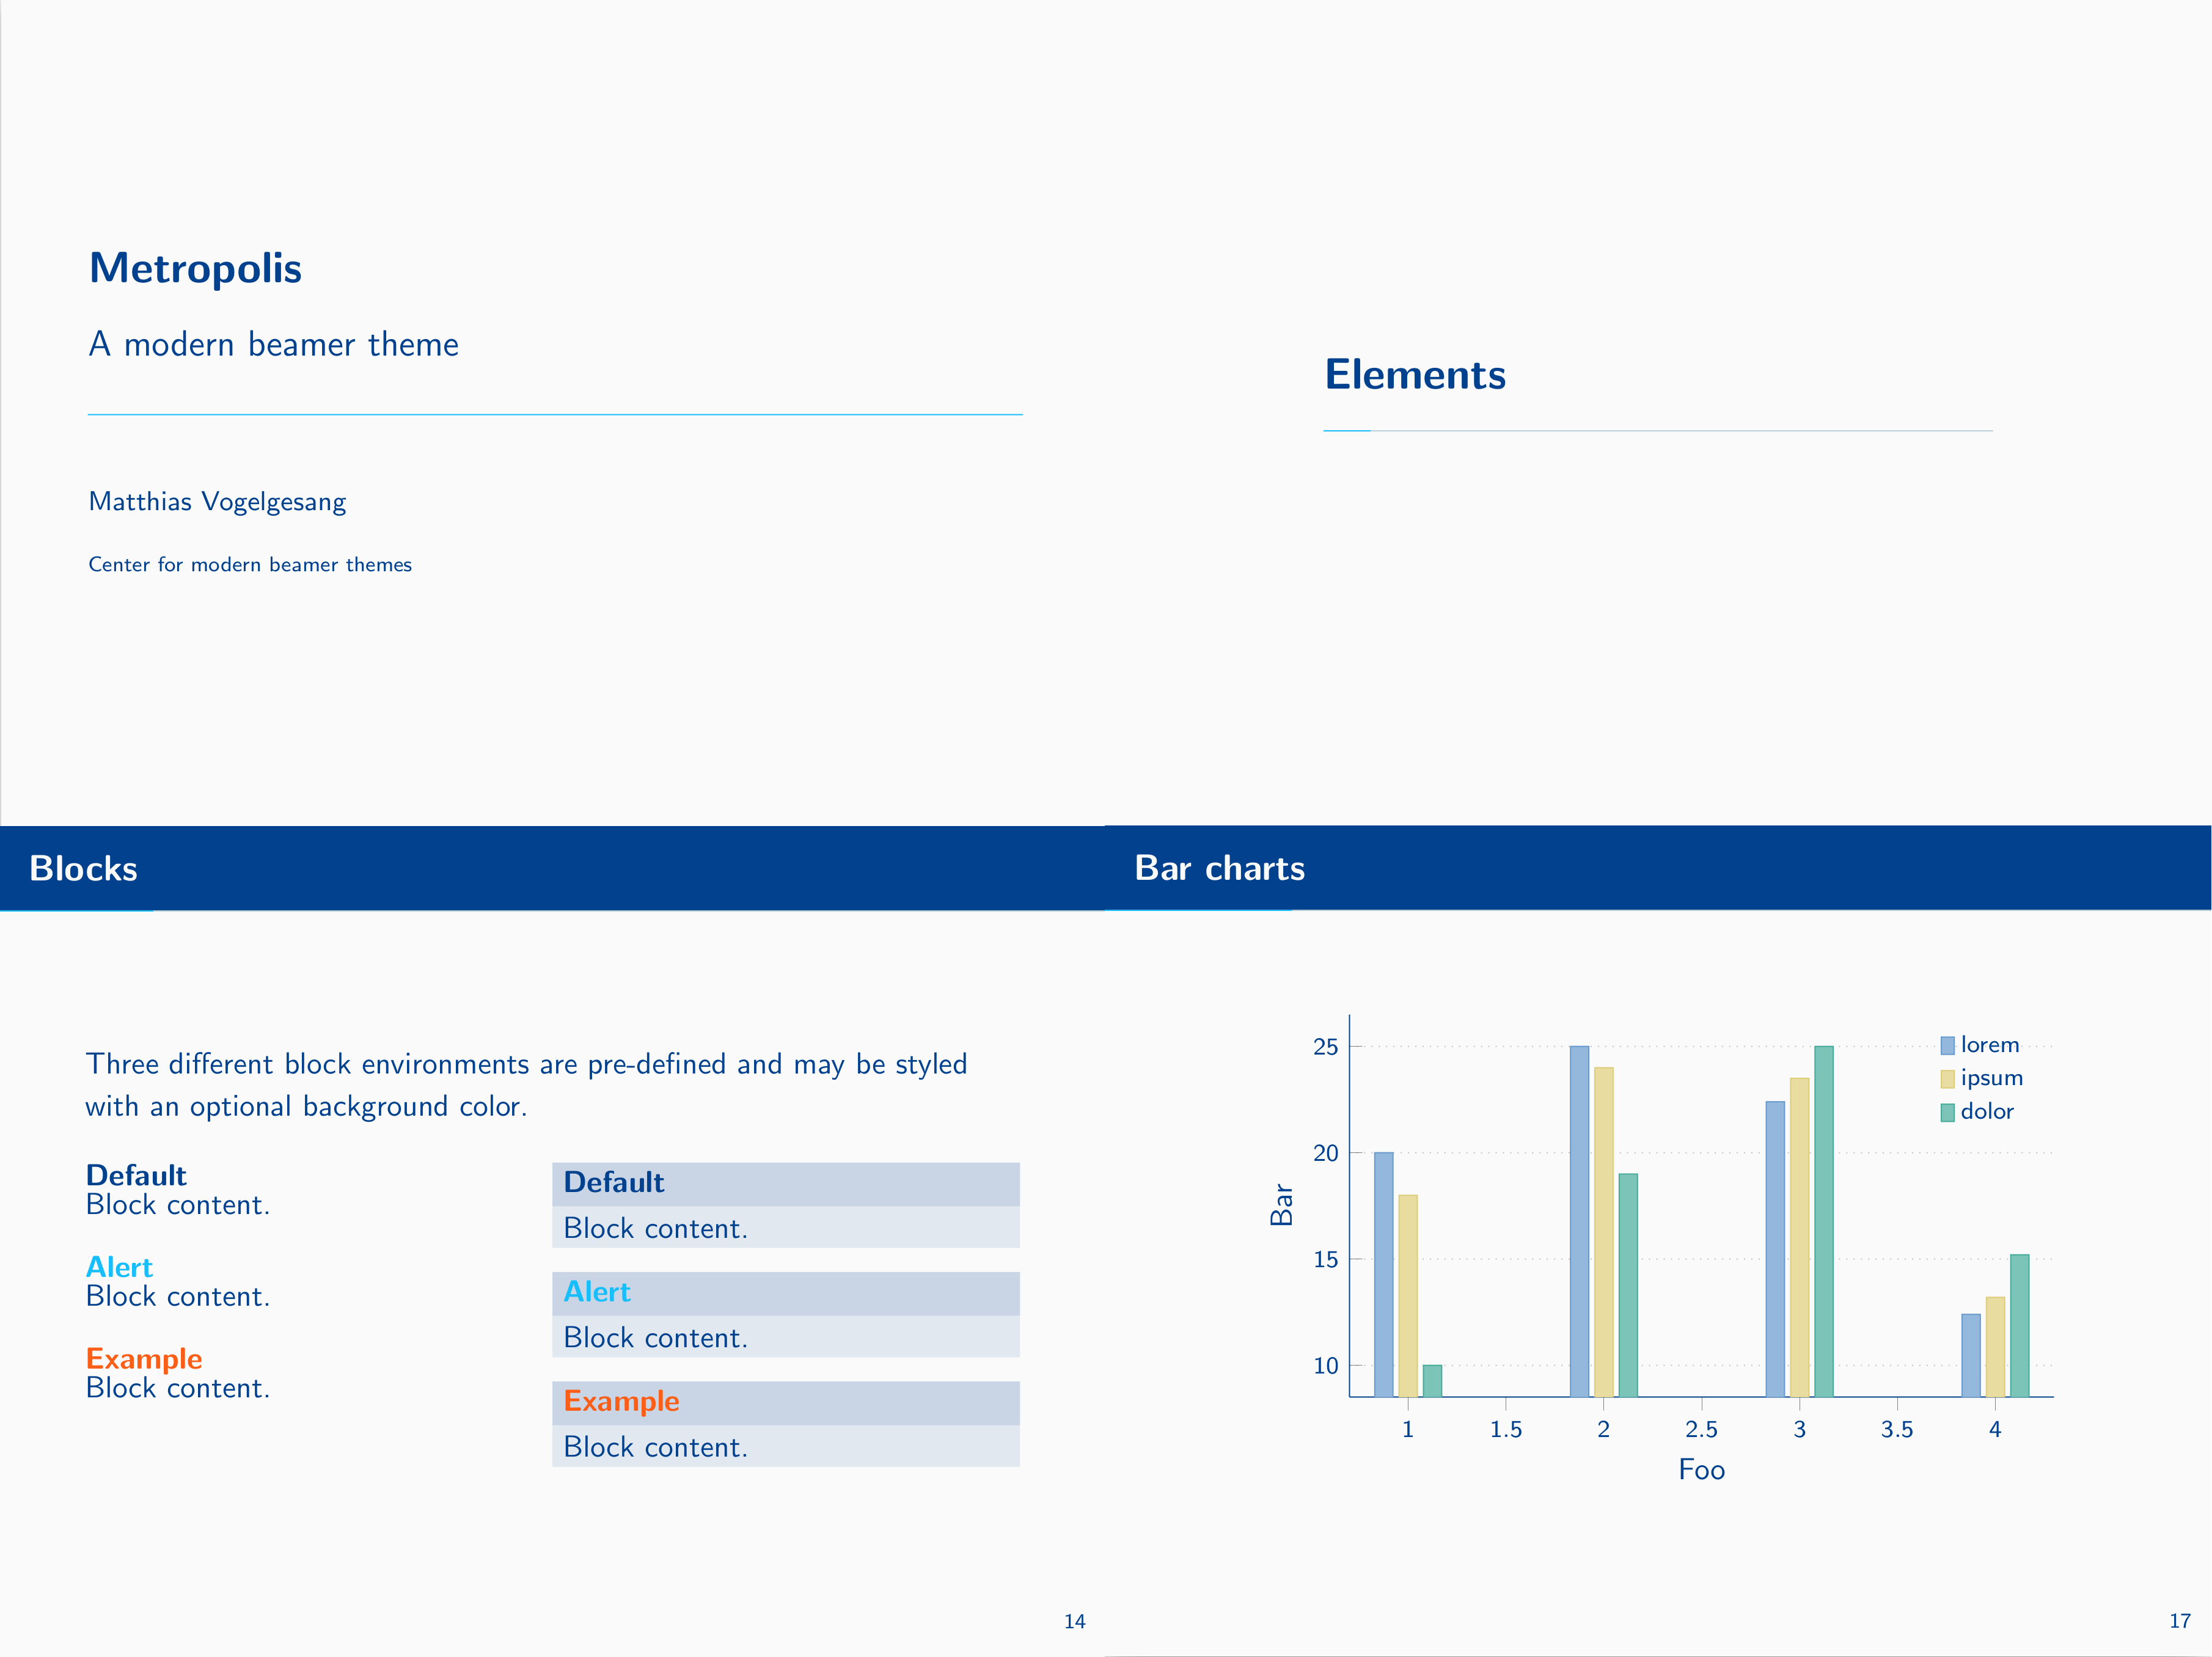 Metropolis
A modern beamer theme
Matthias Vogelgesang
Center for modern beamer themes
Elements
Blocks
Three different block environments are pre-defined and may be styled
with an optional background color.
Default
Block content.
Alert
Block content.
Example
Block content.
Default
Block content.
Alert
Block content.
Example
Block content.
14
Bar charts
25
20
15
10
Bar
lorem
ipsum
dolor
1 1.5 2 2.5 3 3.5 4
Foo
17